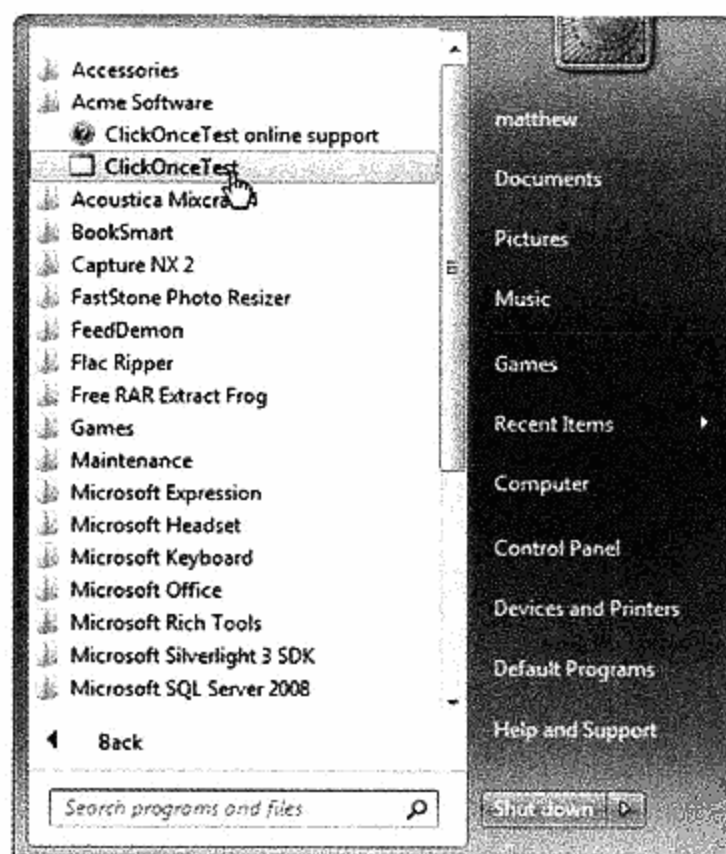 Accessories
Acme Software
ClickOnceTest online support
ClickOnceTest
Acoustica Mixcra
BookSmart
Capture NX 2
FastStone Photo Resizer
FeedDemon
Flac Ripper
Free RAR Extract Frog
Games
Maintenance
Microsoft Expression
Microsoft Headset
Microsoft Keyboard
Microsoft Office
Microsoft Rich Tools
Microsoft Silverlight 3 SDK
Microsoft SQL Server 2008
Back
Search programs and files
matthew
Documents
Pictures
Music
Games
Recent Items
Computer
Control Panel
Devices and Printers
Default Programs
Help and Support
Shut down